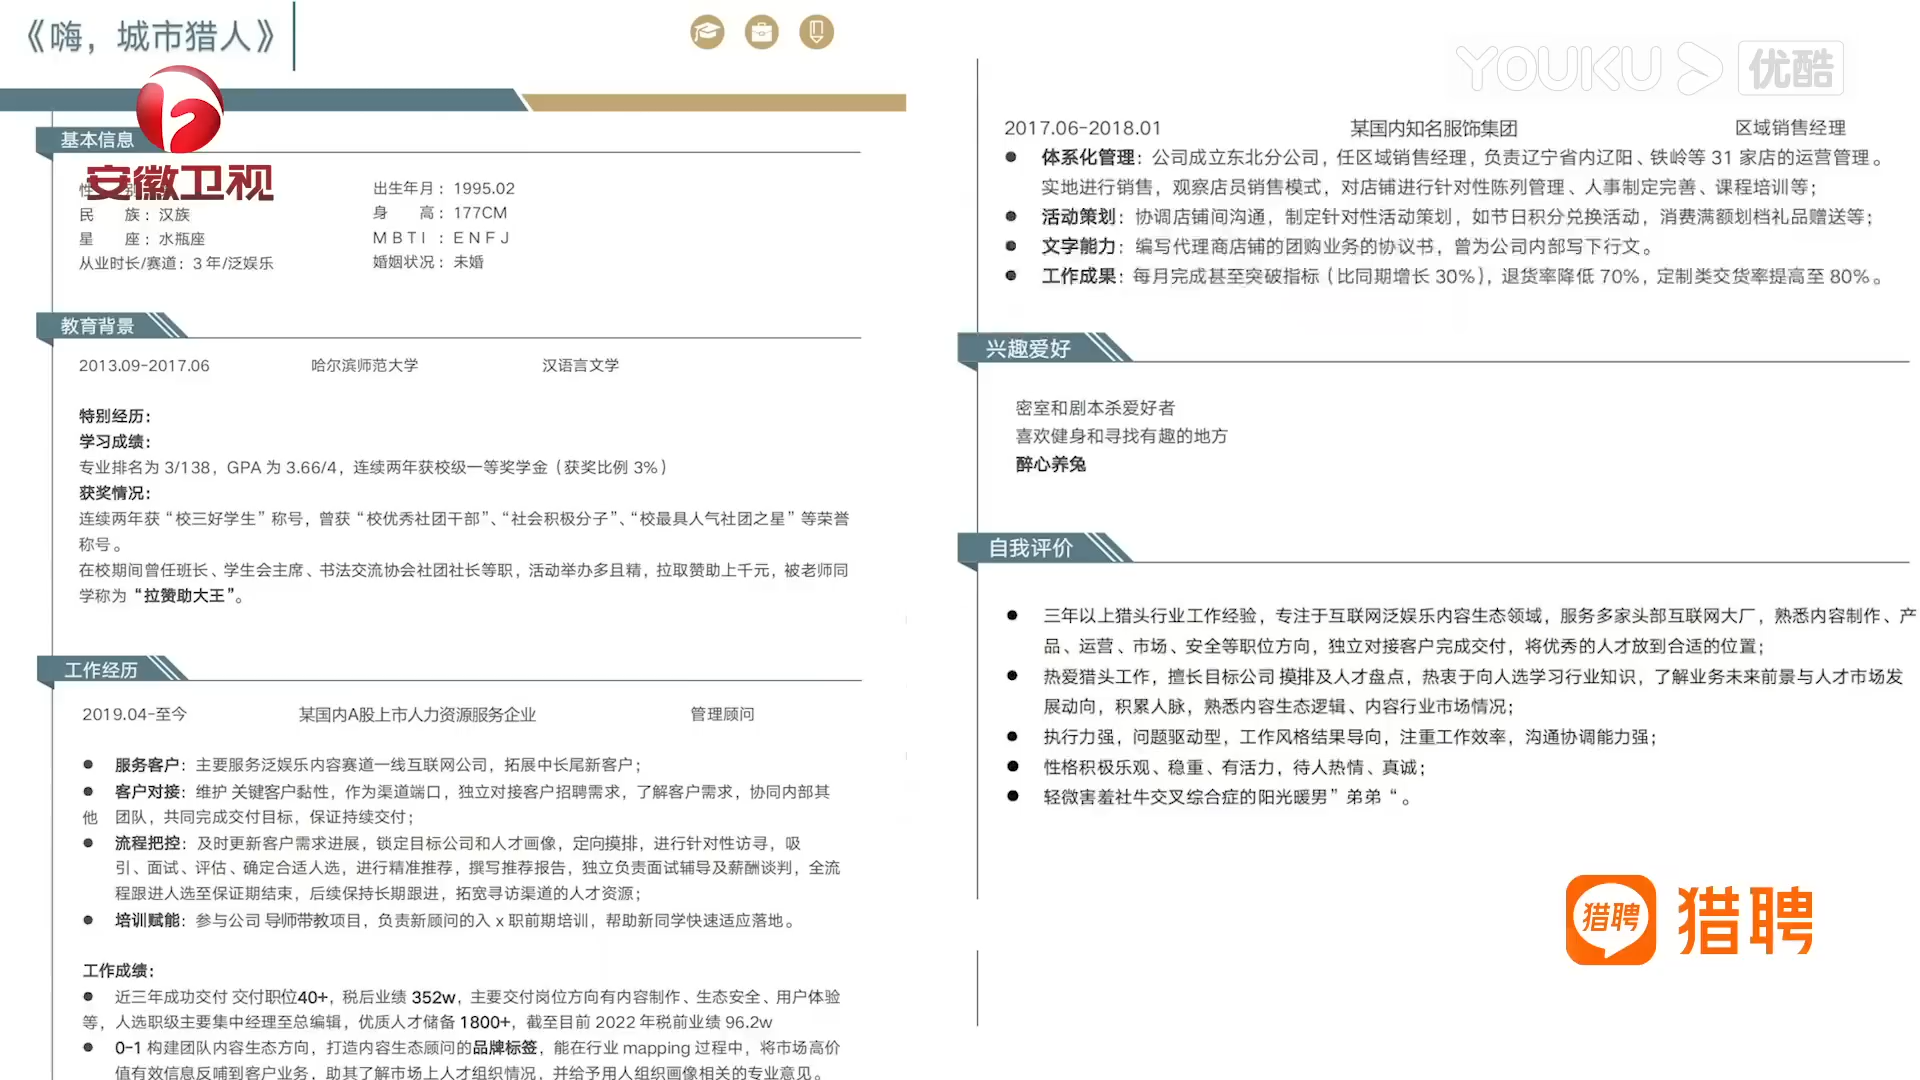 《嗨，城市猎人》
安徽卫视
YOUKU 优酷
基本信息
出生年月：1995.02
民 族：汉族
身 高：177CM
星 座：水瓶座
MBTI：ENFJ
从业时长/赛道：3 年/泛娱乐
婚姻状况：未婚
教育背景
2013.09-2017.06 哈尔滨师范大学 汉语言文学
特别经历：
学习成绩：
专业排名为 3/138，GPA 为 3.66/4，连续两年获校级一等奖学金（获奖比例 3%）
获奖情况：
连续两年获“校三好学生”称号，曾获“校优秀社团干部”、“社会积极分子”、“校最具人气社团之星”等荣誉
称号。
在校期间曾任班长、学生会主席、书法交流协会社团社长等职，活动举办多且精，拉取赞助上千元，被老师同
学称为“拉赞助大王”。
工作经历
2019.04-至今 某国内A股上市人力资源服务企业 管理顾问
● 服务客户：主要服务泛娱乐内容赛道一线互联网公司，拓展中长尾新客户；
● 客户对接：维护 关键客户黏性，作为渠道端口，独立对接客户招聘需求，了解客户需求，协同内部其
他 团队，共同完成交付目标，保证持续交付；
● 流程把控：及时更新客户需求进展，锁定目标公司和人才画像，定向摸排，进行针对性访寻，吸
引、面试、评估、确定合适人选，进行精准推荐，撰写推荐报告，独立负责面试辅导及薪酬谈判，全流
程跟进人选至保证期结束，后续保持长期跟进，拓宽寻访渠道的人才资源；
● 培训赋能：参与公司 导师带教项目，负责新顾问的入 x 职前期培训，帮助新同学快速适应落地。
工作成绩：
● 近三年成功交付 交付职位40+，税后业绩 352w，主要交付岗位方向有内容制作、生态安全、用户体验
等，人选职级主要集中经理至总编辑，优质人才储备 1800+，截至目前 2022 年税前业绩 96.2w
● 0-1 构建团队内容生态方向，打造内容生态顾问的品牌标签，能在行业 mapping 过程中，将市场高价
值有效信息反哺到客户业务，助其了解市场上人才组织情况，并给予用人组织画像相关的专业意见。
2017.06-2018.01 某国内知名服饰集团 区域销售经理
● 体系化管理：公司成立东北分公司，任区域销售经理，负责辽宁省内辽阳、铁岭等 31 家店的运营管理。
实地进行销售，观察店员销售模式，对店铺进行针对性陈列管理、人事制定完善、课程培训等；
● 活动策划：协调店铺间沟通，制定针对性活动策划，如节日积分兑换活动，消费满额划档礼品赠送等；
● 文字能力：编写代理商店铺的团购业务的协议书，曾为公司内部写下行文。
● 工作成果：每月完成甚至突破指标（比同期增长 30%），退货率降低 70%，定制类交货率提高至 80%。
兴趣爱好
密室和剧本杀爱好者
喜欢健身和寻找有趣的地方
醉心养兔
自我评价
● 三年以上猎头行业工作经验，专注于互联网泛娱乐内容生态领域，服务多家头部互联网大厂，熟悉内容制作、产
品、运营、市场、安全等职位方向，独立对接客户完成交付，将优秀的人才放到合适的位置；
● 热爱猎头工作，擅长目标公司 摸排及人才盘点，热衷于向人选学习行业知识，了解业务未来前景与人才市场发
展动向，积累人脉，熟悉内容生态逻辑、内容行业市场情况；
● 执行力强，问题驱动型，工作风格结果导向，注重工作效率，沟通协调能力强；
● 性格积极乐观、稳重、有活力，待人热情、真诚；
● 轻微害羞社牛交叉综合症的阳光暖男”弟弟“。
猎聘 猎聘